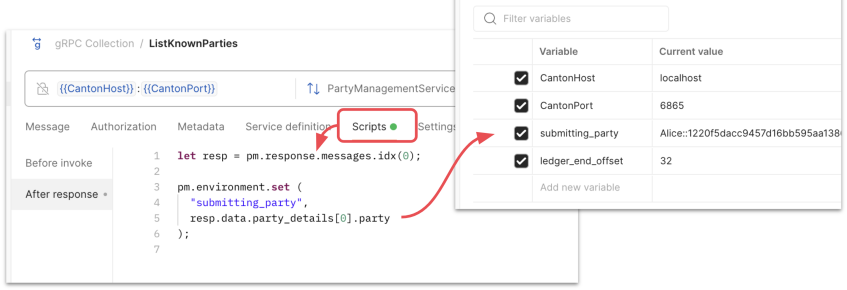 gRPC Collection / ListKnownParties
{{CantonHost}} : {{CantonPort}}
PartyManagementService
Message Authorization Metadata Service definition Scripts Settings
Before invoke
After response
1 let resp = pm.response.messages.idx(0);
2
3 pm.environment.set (
4 "submitting_party",
5 resp.data.party_details[0].party
6 );
7
Filter variables
Variable Current value
CantonHost localhost
CantonPort 6865
submitting_party Alice::1220f5dacc9457d16bb595aa138
ledger_end_offset 32
Add new variable